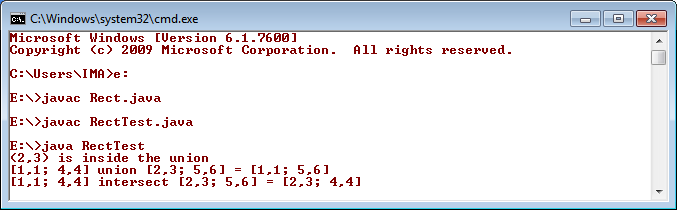 C:\Windows\system32\cmd.exe
Microsoft Windows [Version 6.1.7600]
Copyright (c) 2009 Microsoft Corporation.  All rights reserved.
C:\Users\IMA>e:
E:\>javac Rect.java
E:\>javac RectTest.java
E:\>java RectTest
(2,3) is inside the union
[1,1; 4,4] union [2,3; 5,6] = [1,1; 5,6]
[1,1; 4,4] intersect [2,3; 5,6] = [2,3; 4,4]